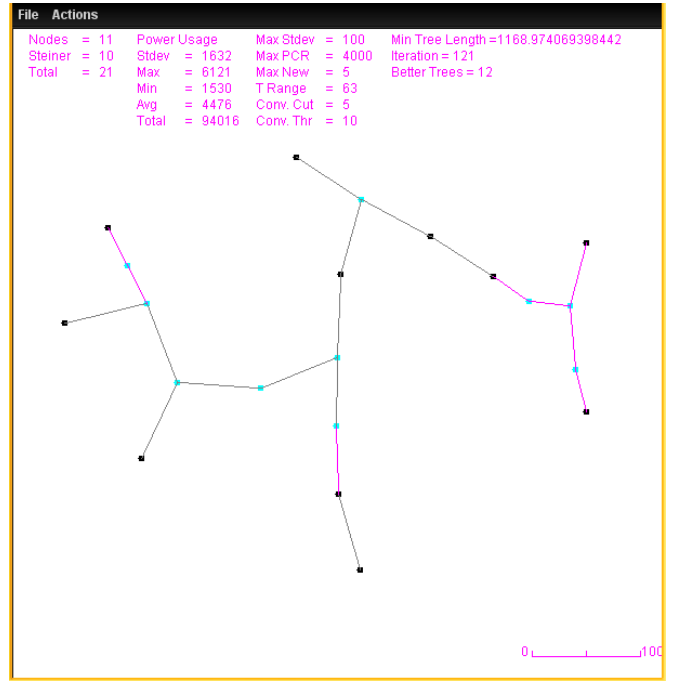 File Actions
Nodes = 11 Power Usage Max Stdev = 100 Min Tree Length =1168.974069398442
Steiner = 10 Stdev = 1632 Max PCR = 4000 Iteration = 121
Total = 21 Max = 6121 Max New = 5 Better Trees = 12
Min = 1530 T Range = 63
Avg = 4476 Conv. Cut = 5
Total = 94016 Conv. Thr = 10
0 100